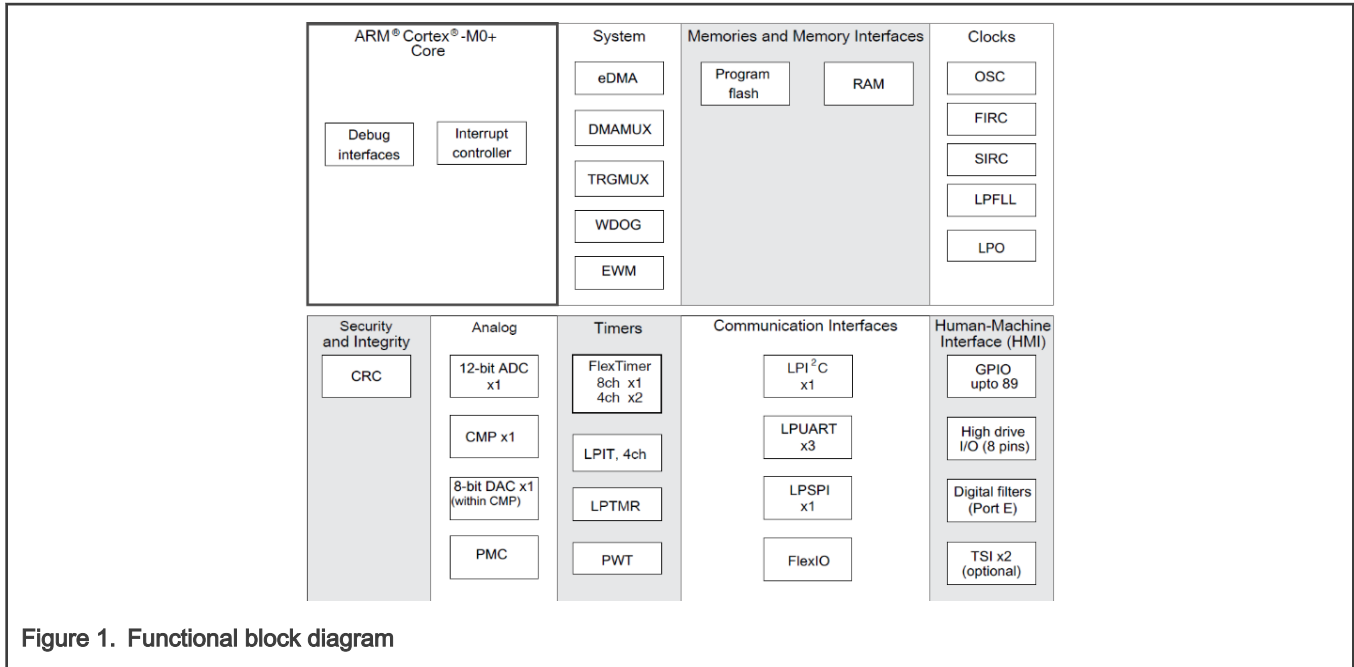 ARM® Cortex®-M0+
Core
Debug
interfaces
Interrupt
controller
System
eDMA
DMAMUX
TRGMUX
WDOG
EWM
Memories and Memory Interfaces
Program
flash
RAM
Clocks
OSC
FIRC
SIRC
LPFLL
LPO
Security
and Integrity
CRC
Analog
12-bit ADC
x1
CMP x1
8-bit DAC x1
(within CMP)
PMC
Timers
FlexTimer
8ch x1
4ch x2
LPIT, 4ch
LPTMR
PWT
Communication Interfaces
LPI²C
x1
LPUART
x3
LPSPI
x1
FlexIO
Human-Machine
Interface (HMI)
GPIO
upto 89
High drive
I/O (8 pins)
Digital filters
(Port E)
TSI x2
(optional)
Figure 1. Functional block diagram